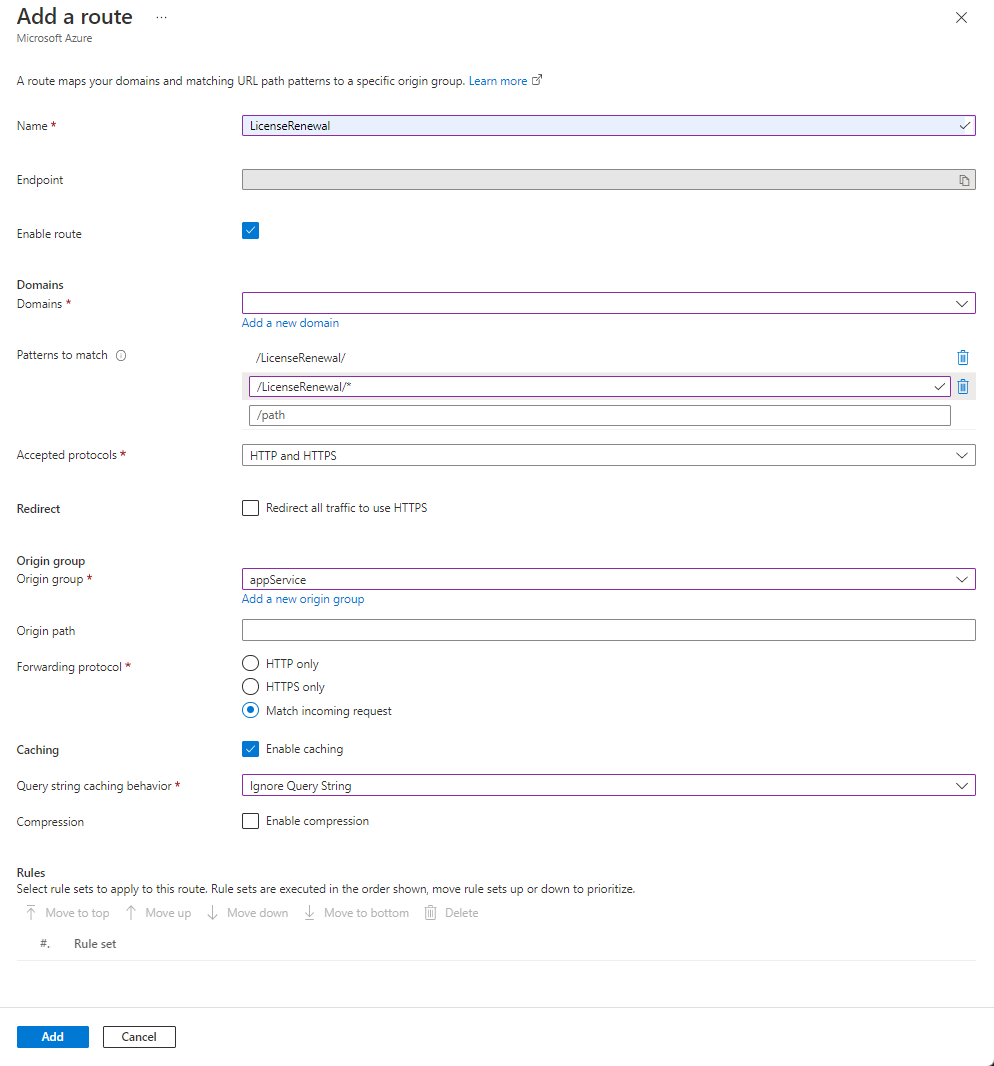 Add a route ...
Microsoft Azure
A route maps your domains and matching URL path patterns to a specific origin group. Learn more
Name * LicenseRenewal
Endpoint
Enable route
Domains
Domains *
Add a new domain
Patterns to match /LicenseRenewal/
/LicenseRenewal/*
/path
Accepted protocols * HTTP and HTTPS
Redirect Redirect all traffic to use HTTPS
Origin group
Origin group * appService
Add a new origin group
Origin path
Forwarding protocol * HTTP only
HTTPS only
Match incoming request
Caching Enable caching
Query string caching behavior * Ignore Query String
Compression Enable compression
Rules
Select rule sets to apply to this route. Rule sets are executed in the order shown, move rule sets up or down to prioritize.
Move to top Move up Move down Move to bottom Delete
#. Rule set
Add Cancel